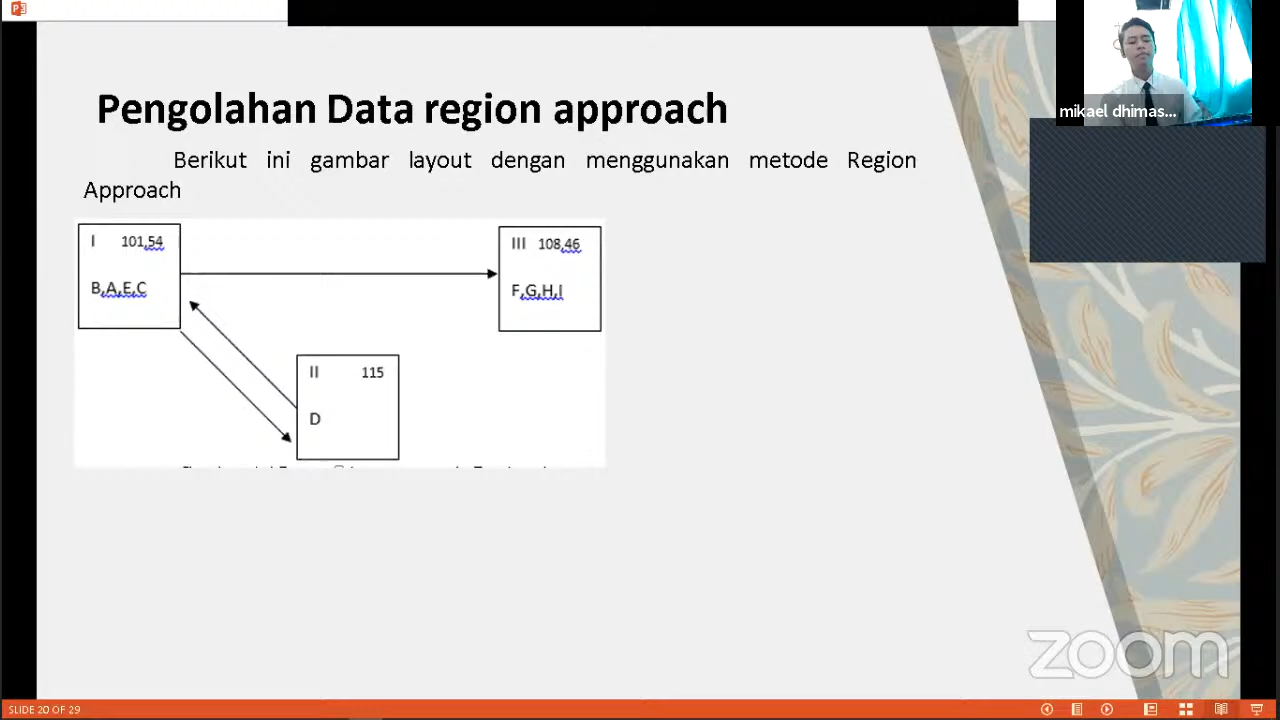 Pengolahan Data region approach
mikael dhimas...
Berikut ini gambar layout dengan menggunakan metode Region
Approach
I 101,54
B,A,E,C
III 108,46
F,G,H,I
II 115
D
zoom
SLIDE 20 OF 29